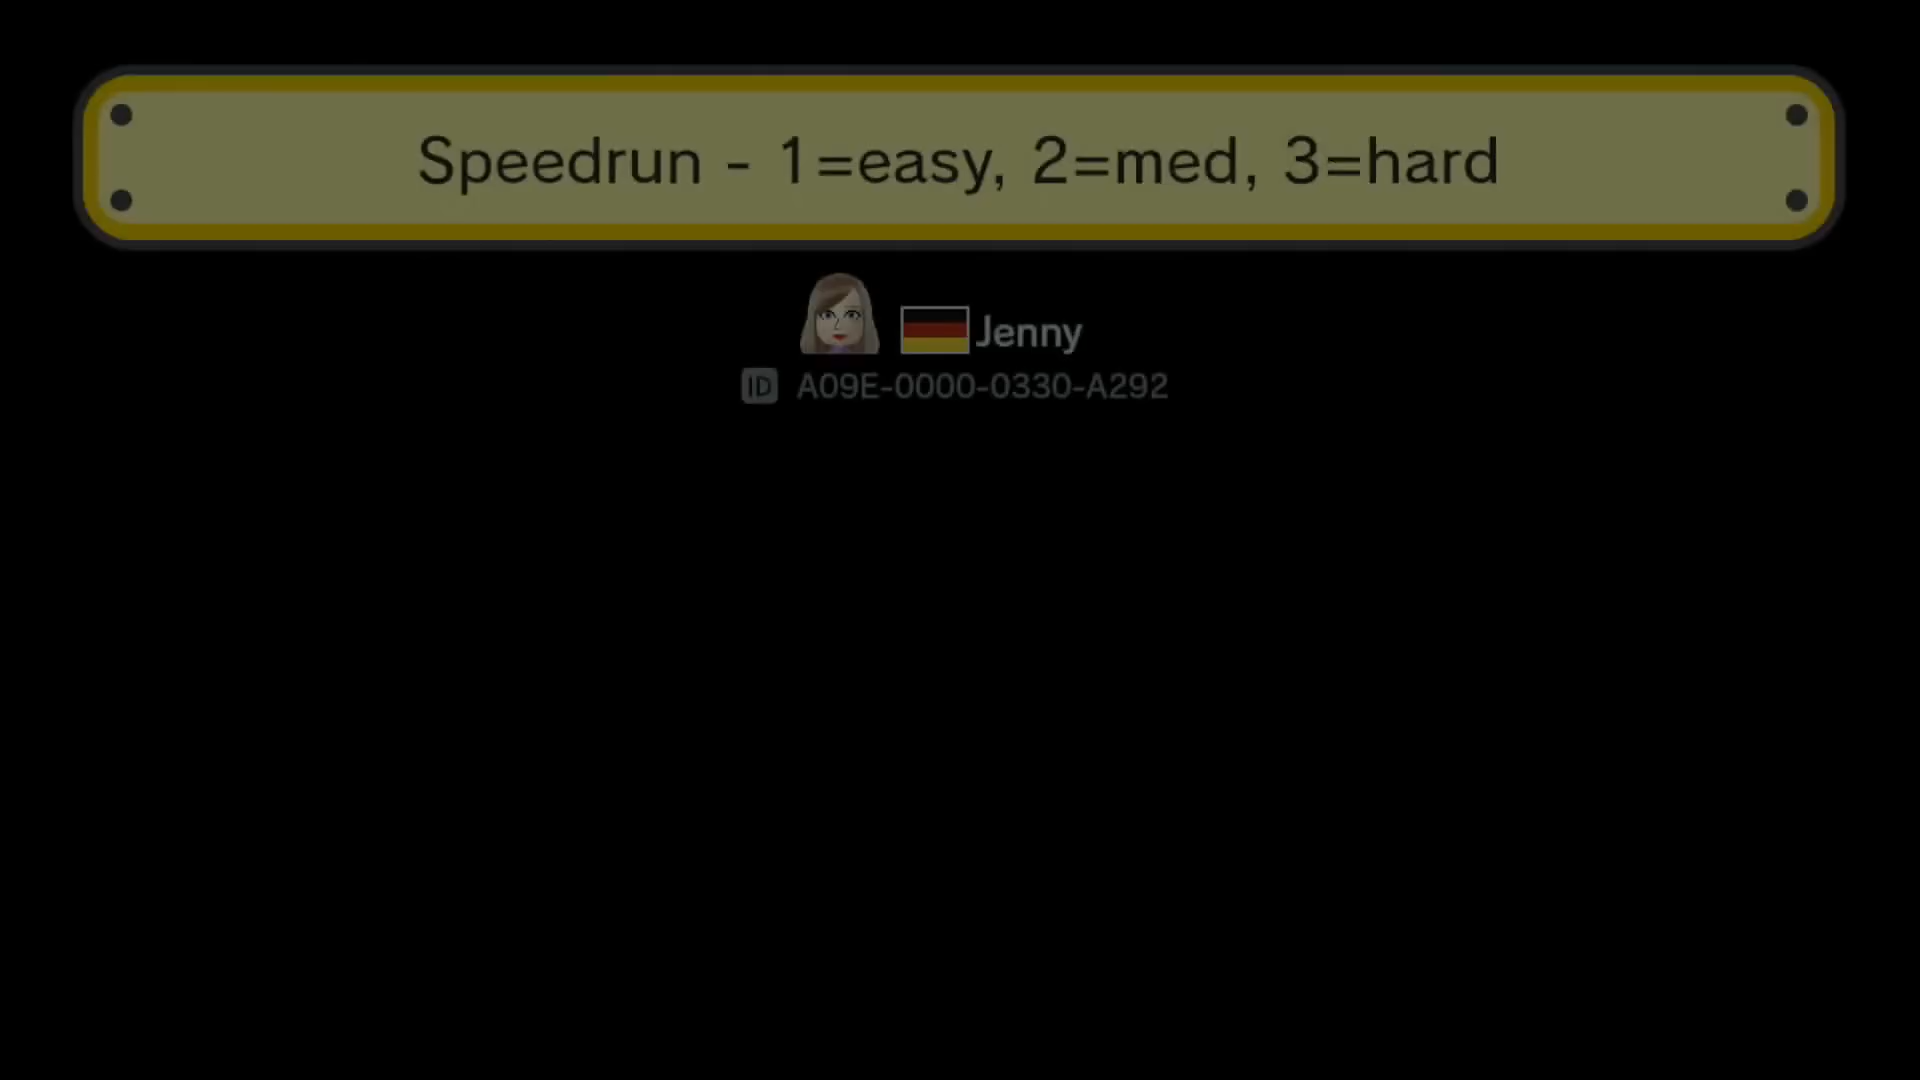 Speedrun - 1=easy, 2=med, 3=hard
Jenny
ID A09E-0000-0330-A292